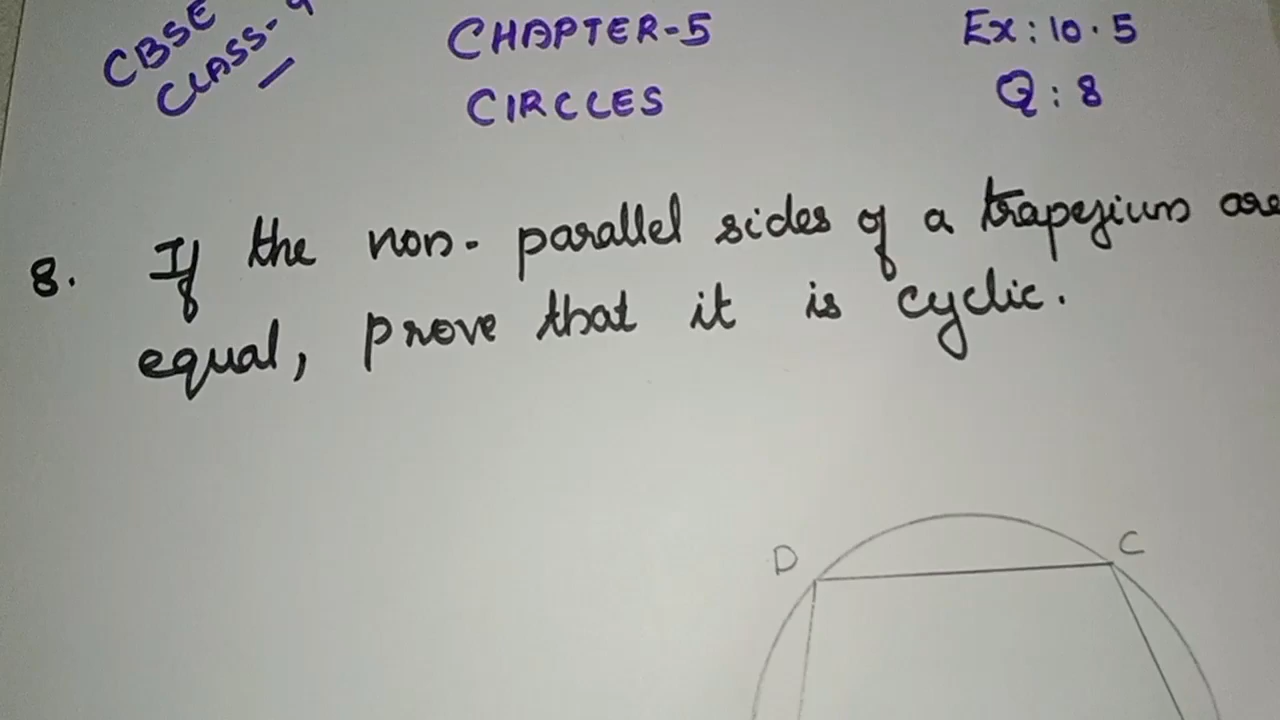 CBSE
CLASS-9
CHAPTER-5
CIRCLES
Ex: 10.5
Q: 8
8. If the non-parallel sides of a trapezium are
equal, prove that it is cyclic.
D
C